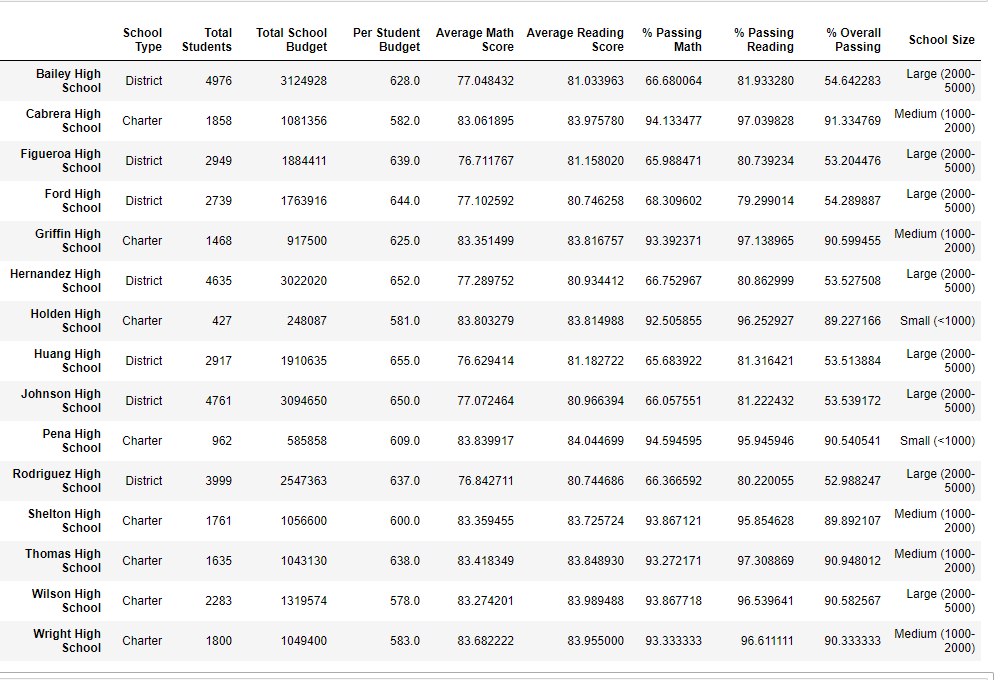 School Type Total Students Total School Budget Per Student Budget Average Math Score Average Reading Score % Passing Math % Passing Reading % Overall Passing School Size
Bailey High School District 4976 3124928 628.0 77.048432 81.033963 66.680064 81.933280 54.642283 Large (2000-5000)
Cabrera High School Charter 1858 1081356 582.0 83.061895 83.975780 94.133477 97.039828 91.334769 Medium (1000-2000)
Figueroa High School District 2949 1884411 639.0 76.711767 81.158020 65.988471 80.739234 53.204476 Large (2000-5000)
Ford High School District 2739 1763916 644.0 77.102592 80.746258 68.309602 79.299014 54.289887 Large (2000-5000)
Griffin High School Charter 1468 917500 625.0 83.351499 83.816757 93.392371 97.138965 90.599455 Medium (1000-2000)
Hernandez High School District 4635 3022020 652.0 77.289752 80.934412 66.752967 80.862999 53.527508 Large (2000-5000)
Holden High School Charter 427 248087 581.0 83.803279 83.814988 92.505855 96.252927 89.227166 Small (<1000)
Huang High School District 2917 1910635 655.0 76.629414 81.182722 65.683922 81.316421 53.513884 Large (2000-5000)
Johnson High School District 4761 3094650 650.0 77.072464 80.966394 66.057551 81.222432 53.539172 Large (2000-5000)
Pena High School Charter 962 585858 609.0 83.839917 84.044699 94.594595 95.945946 90.540541 Small (<1000)
Rodriguez High School District 3999 2547363 637.0 76.842711 80.744686 66.366592 80.220055 52.988247 Large (2000-5000)
Shelton High School Charter 1761 1056600 600.0 83.359455 83.725724 93.867121 95.854628 89.892107 Medium (1000-2000)
Thomas High School Charter 1635 1043130 638.0 83.418349 83.848930 93.272171 97.308869 90.948012 Medium (1000-2000)
Wilson High School Charter 2283 1319574 578.0 83.274201 83.989488 93.867718 96.539641 90.582567 Large (2000-5000)
Wright High School Charter 1800 1049400 583.0 83.682222 83.955000 93.333333 96.611111 90.333333 Medium (1000-2000)